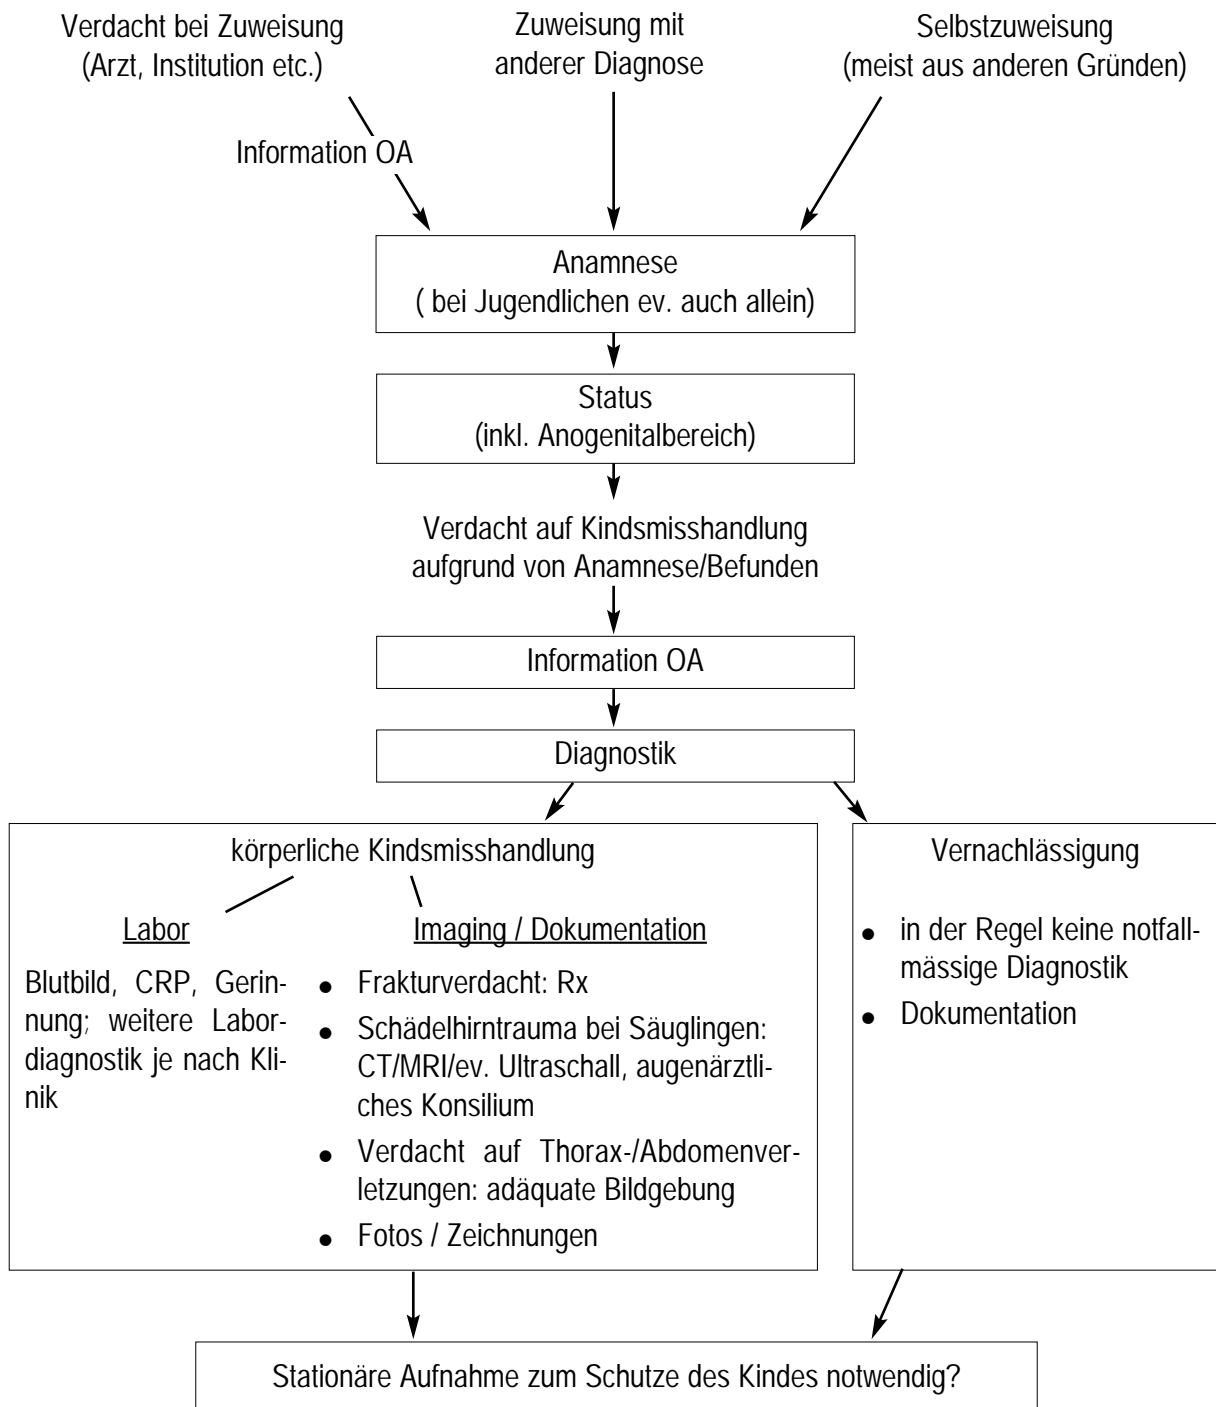 Verdacht bei Zuweisung
(Arzt, Institution etc.)
Zuweisung mit
anderer Diagnose
Selbstzuweisung
(meist aus anderen Gründen)
Information OA
Anamnese
( bei Jugendlichen ev. auch allein)
Status
(inkl. Anogenitalbereich)
Verdacht auf Kindsmisshandlung
aufgrund von Anamnese/Befunden
Information OA
Diagnostik
körperliche Kindsmisshandlung
Labor
Blutbild, CRP, Gerin-
nung; weitere Labor-
diagnostik je nach Kli-
nik
Imaging / Dokumentation
● Frakturverdacht: Rx
● Schädelhirntrauma bei Säuglingen:
CT/MRI/ev. Ultraschall, augenärztli-
ches Konsilium
● Verdacht auf Thorax-/Abdomenver-
letzungen: adäquate Bildgebung
● Fotos / Zeichnungen
Vernachlässigung
● in der Regel keine notfall-
mässige Diagnostik
● Dokumentation
Stationäre Aufnahme zum Schutze des Kindes notwendig?